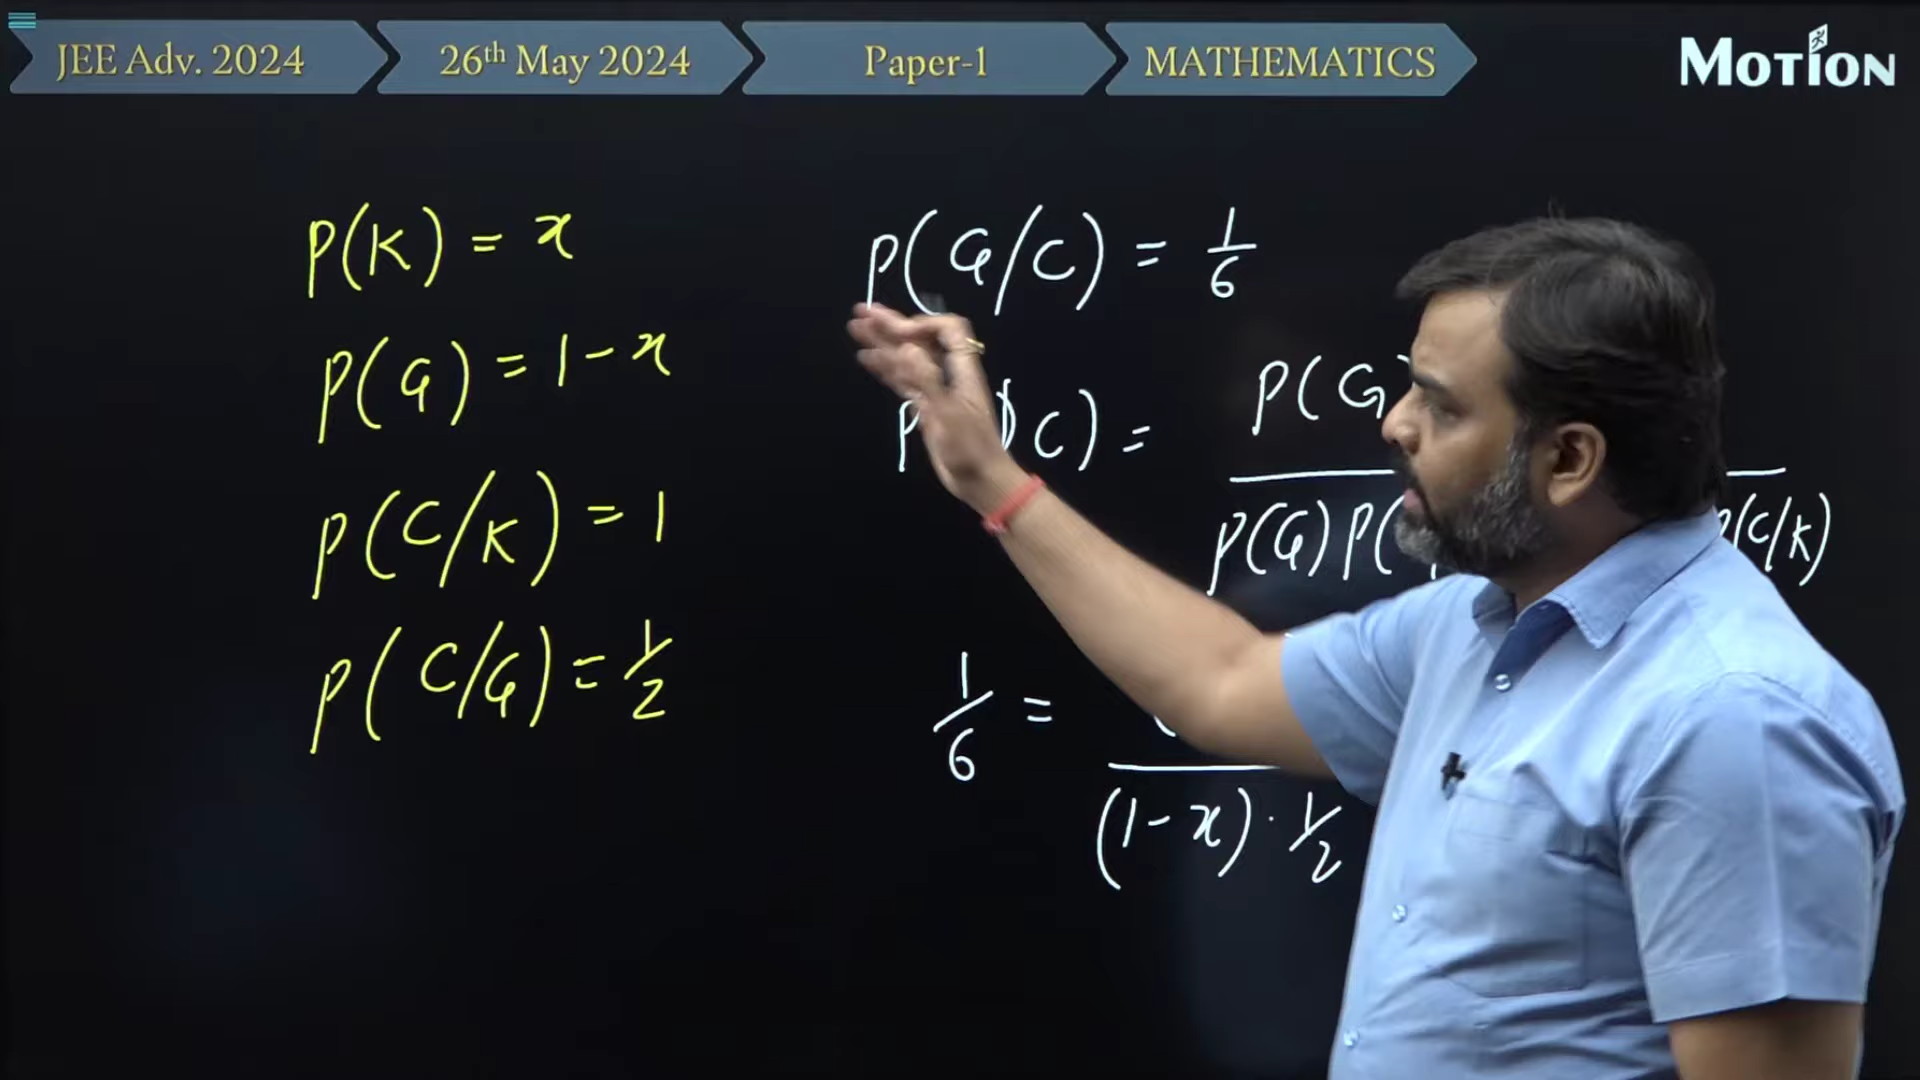 JEE Adv. 2024
26th May 2024
Paper-1
MATHEMATICS
MOTION
P(K) = x
P(G) = 1 - x
P(C/K) = 1
P(C/G) = 1/2
P(G/C) = 1/6
P( C) = P(G) / P(G) P( P(C/K)
1/6 = / (1 - x) · 1/2